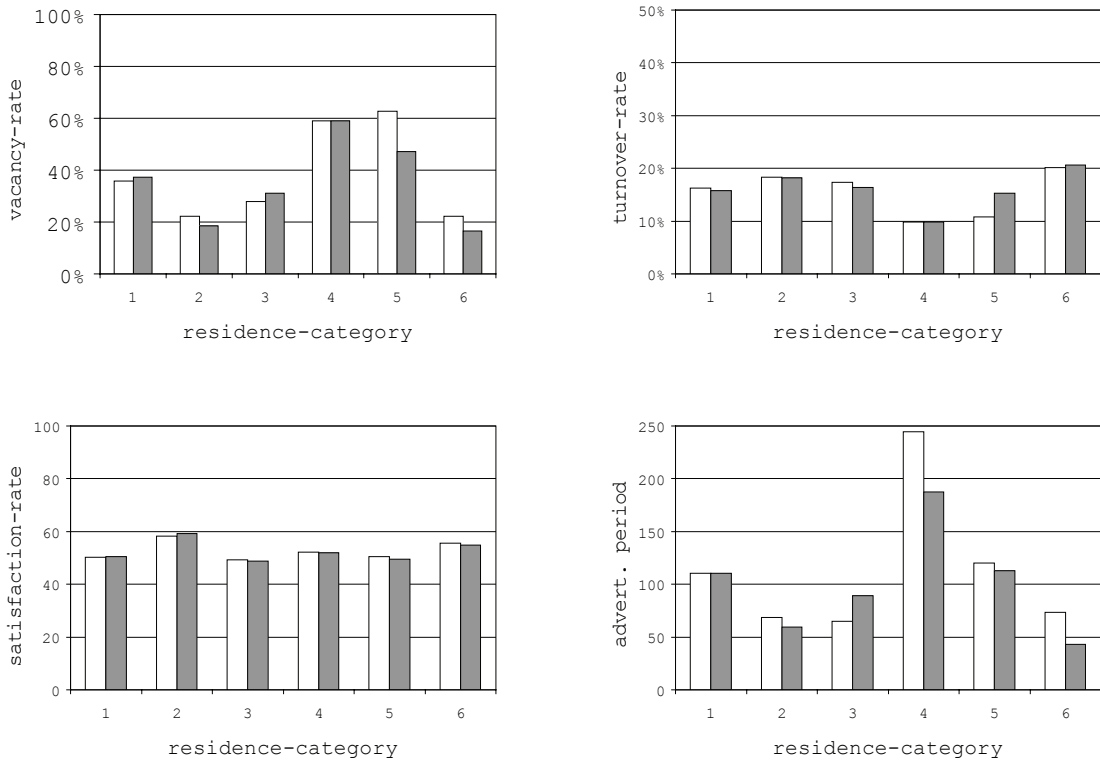 100%
80%
60%
40%
20%
0%
vacancy-rate
1 2 3 4 5 6
residence-category
50%
40%
30%
20%
10%
0%
turnover-rate
1 2 3 4 5 6
residence-category
100
80
60
40
20
0
satisfaction-rate
1 2 3 4 5 6
residence-category
250
200
150
100
50
0
advert. period
1 2 3 4 5 6
residence-category